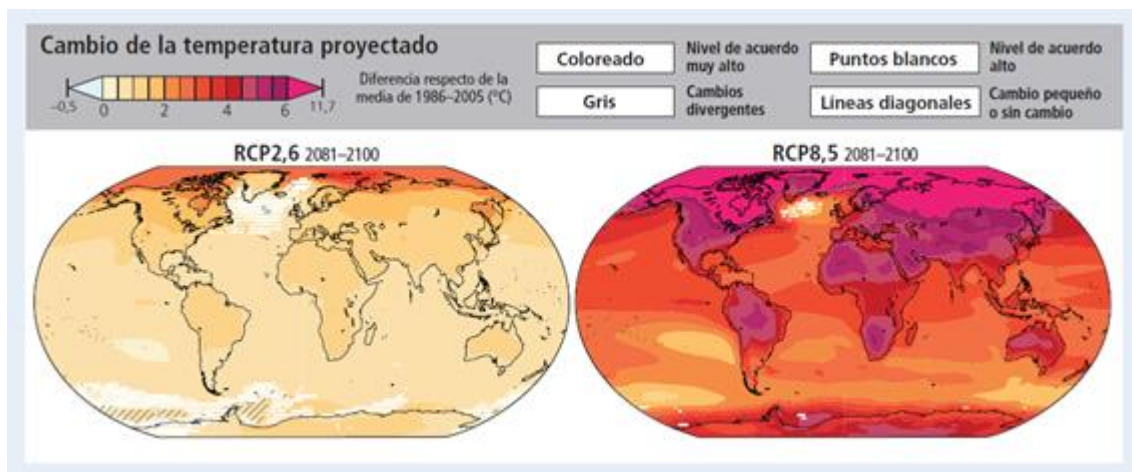 Cambio de la temperatura proyectado
−0,5 0 2 4 6 11,7
Diferencia respecto de la
media de 1986–2005 (°C)
Coloreado
Nivel de acuerdo
muy alto
Puntos blancos
Nivel de acuerdo
alto
Gris
Cambios
divergentes
Líneas diagonales
Cambio pequeño
o sin cambio
RCP2,6 2081–2100
RCP8,5 2081–2100